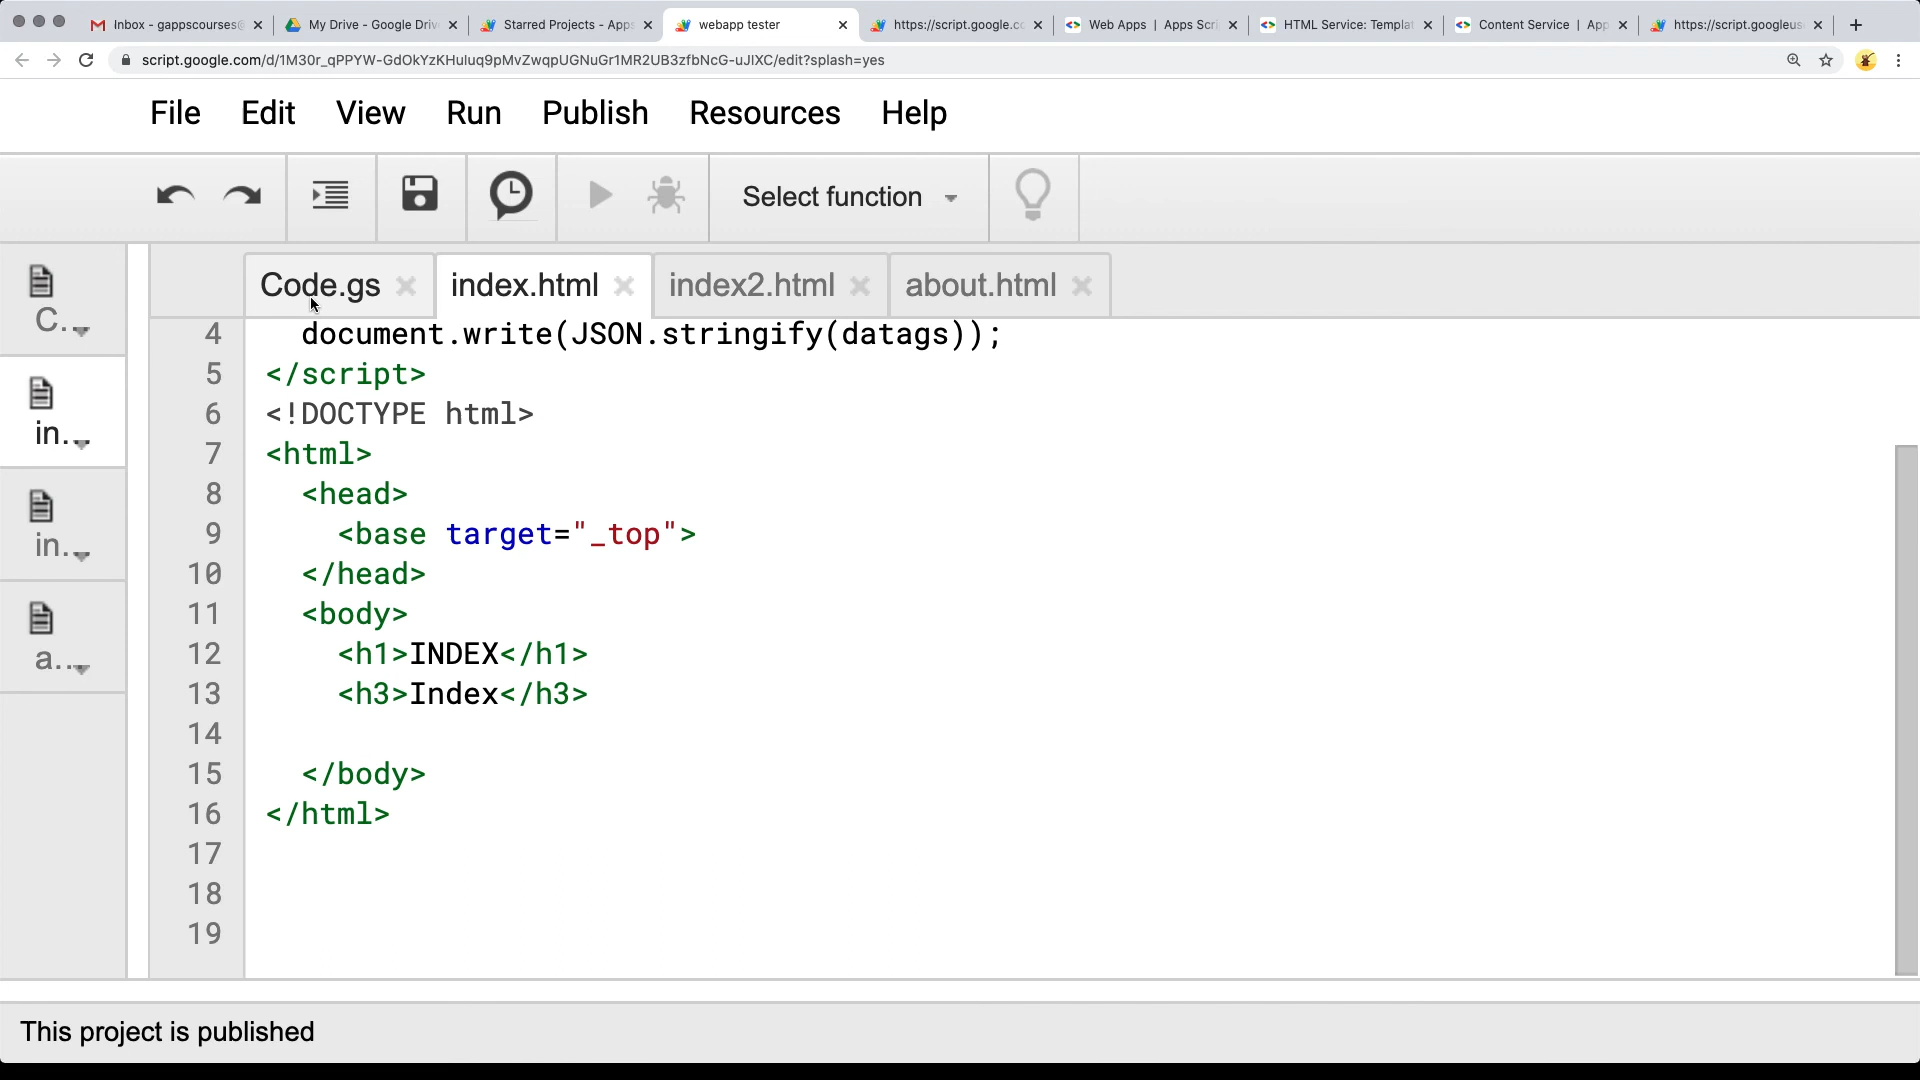 Inbox - gappscourses@
My Drive - Google Driv
Starred Projects - Apps
webapp tester
https://script.google.co
Web Apps | Apps Scri
HTML Service: Templat
Content Service | App
https://script.googleus
script.google.com/d/1M30r_qPPYW-GdOkYzKHuluq9pMvZwqpUGNuGr1MR2UB3zfbNcG-uJIXC/edit?splash=yes
File Edit View Run Publish Resources Help
Select function
Code.gs index.html index2.html about.html
C...
in...
in...
a...
4 document.write(JSON.stringify(datags));
5 </script>
6 <!DOCTYPE html>
7 <html>
8 <head>
9 <base target="_top">
10 </head>
11 <body>
12 <h1>INDEX</h1>
13 <h3>Index</h3>
14
15 </body>
16 </html>
17
18
19
This project is published